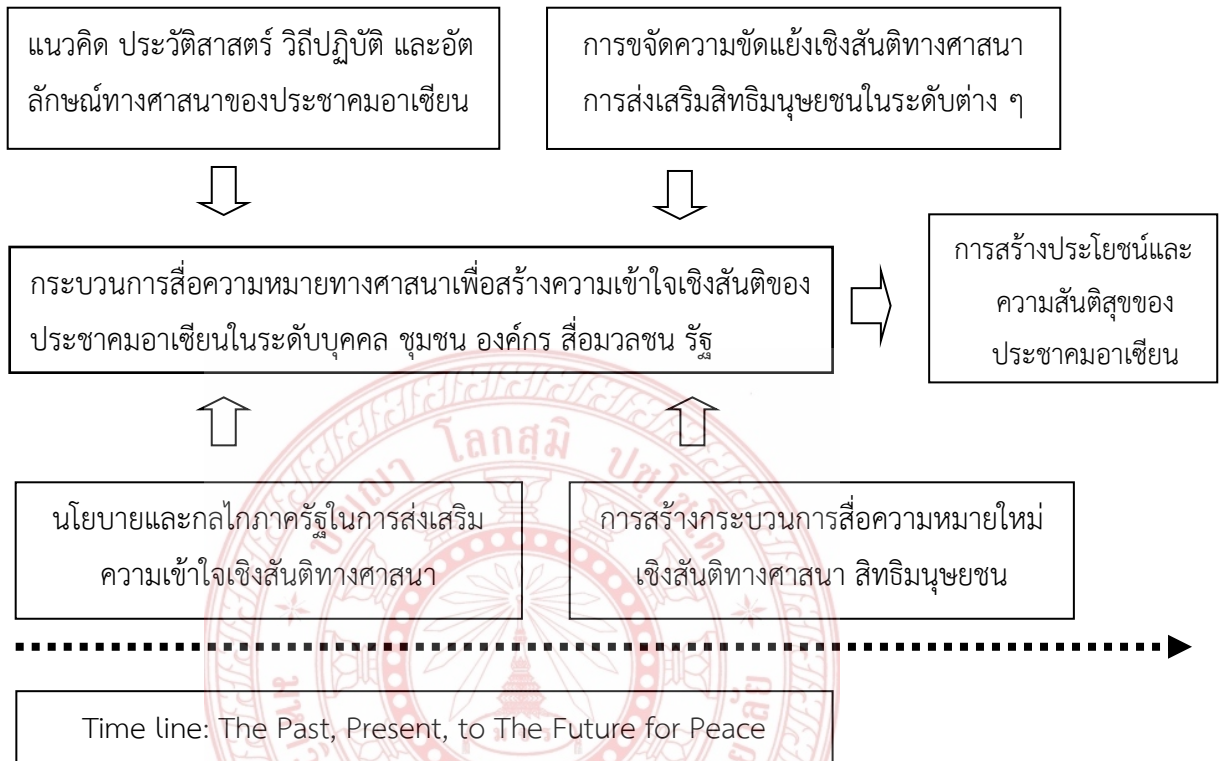 แนวคิด ประวัติสาสตร์ วิถีปฏิบัติ และอัต
ลักษณ์ทางศาสนาของประชาคมอาเซียน
การขจัดความขัดแย้งเชิงสันติทางศาสนา
การส่งเสริมสิทธิมนุษยชนในระดับต่าง ๆ
กระบวนการสื่อความหมายทางศาสนาเพื่อสร้างความเข้าใจเชิงสันติของ
ประชาคมอาเซียนในระดับบุคคล ชุมชน องค์กร สื่อมวลชน รัฐ
การสร้างประโยชน์และ
ความสันติสุขของ
ประชาคมอาเซียน
นโยบายและกลไกภาครัฐในการส่งเสริม
ความเข้าใจเชิงสันติทางศาสนา
การสร้างกระบวนการสื่อความหมายใหม่
เชิงสันติทางศาสนา สิทธิมนุษยชน
Time line: The Past, Present, to The Future for Peace
ปญฺญา โลกสฺมิ ปชฺโชโต